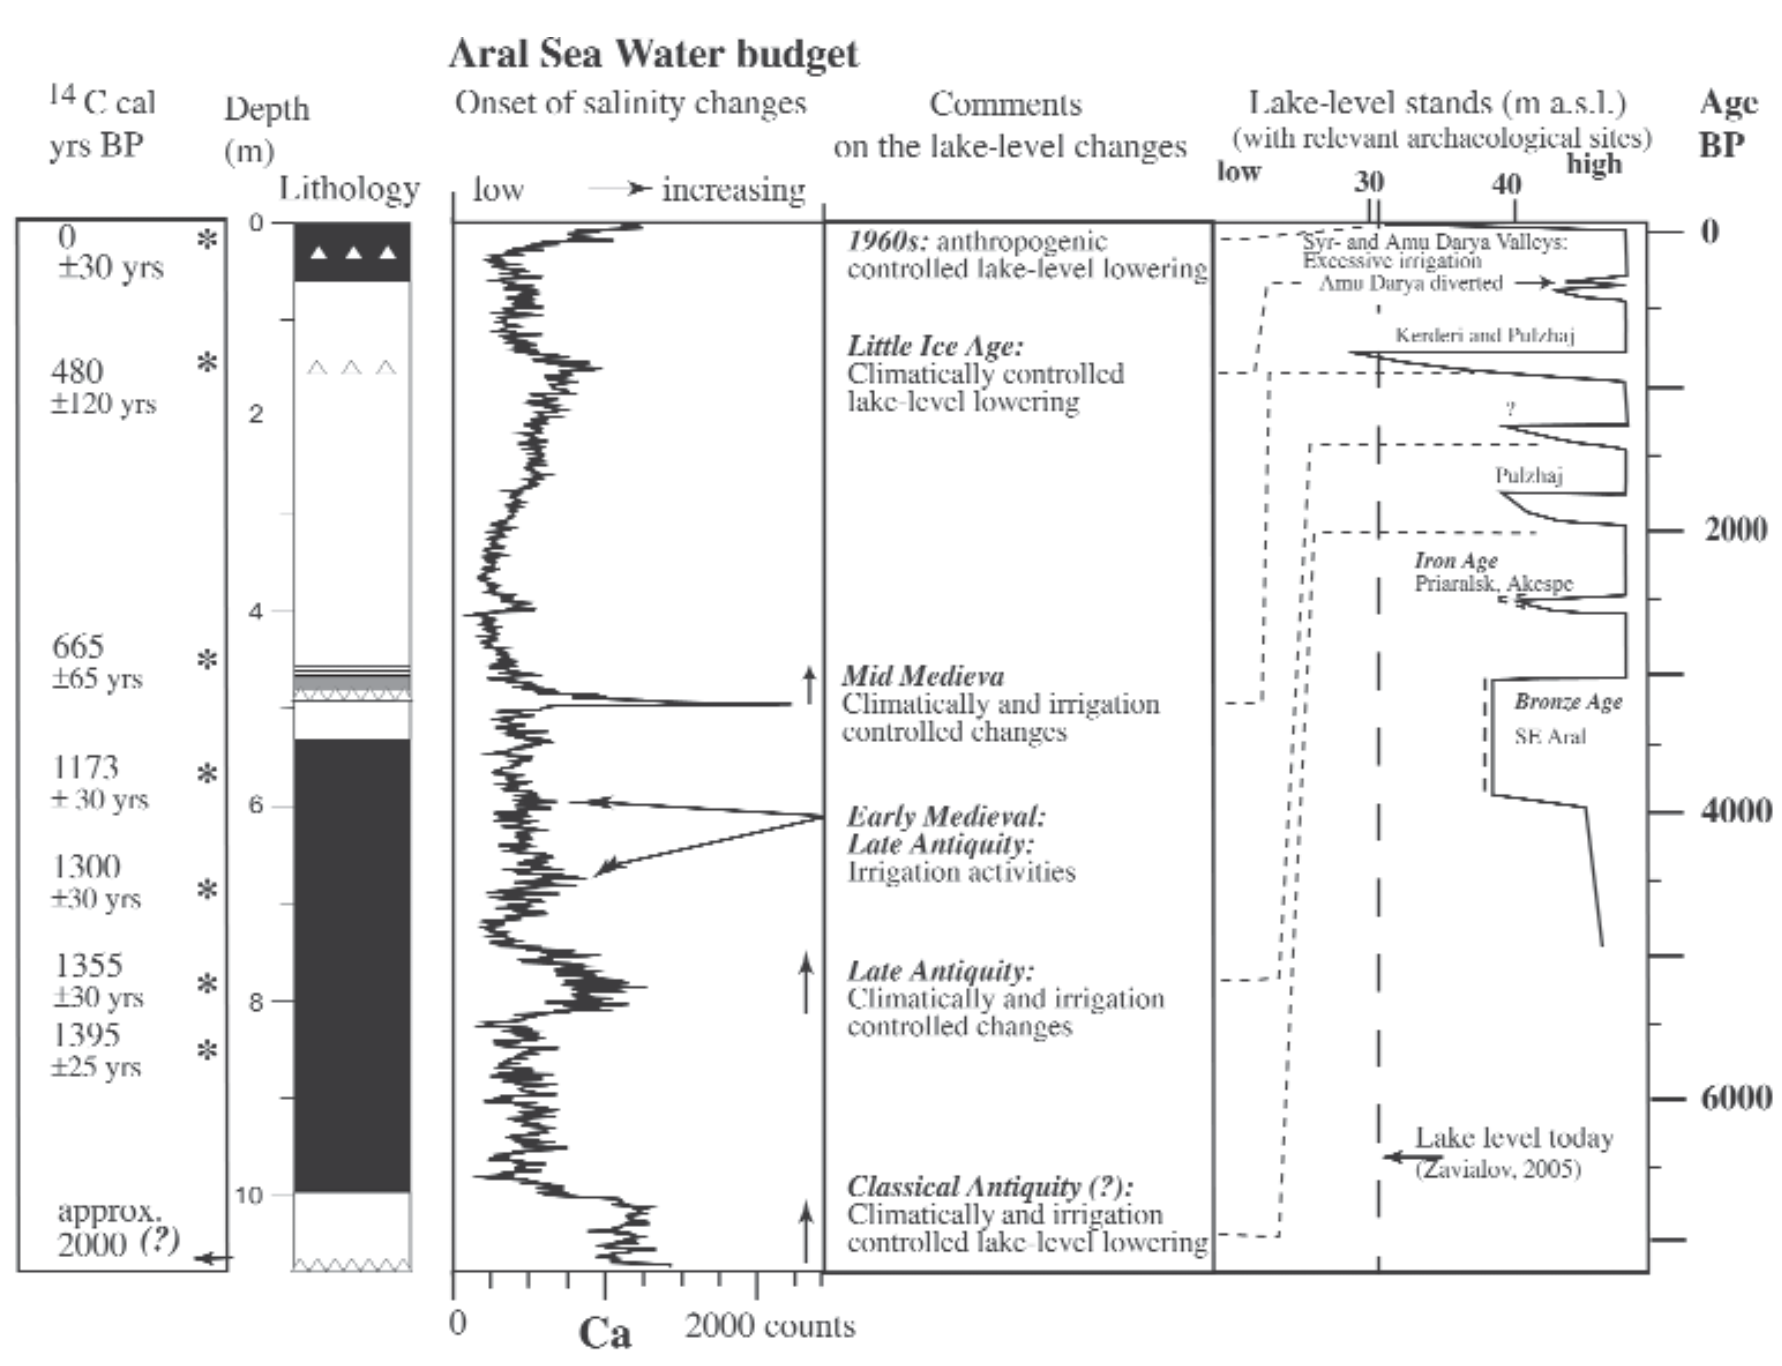 Aral Sea Water budget
14 C cal
yrs BP
Depth
(m)
Lithology
Onset of salinity changes
low
increasing
Comments
on the lake-level changes
Lake-level stands (m a.s.l.)
(with relevant archaeological sites)
low
30
40
high
Age
BP
0
±30 yrs
*
480
±120 yrs
*
665
±65 yrs
*
1173
± 30 yrs
*
1300
±30 yrs
*
1355
±30 yrs
*
1395
±25 yrs
*
approx.
2000 (?)
0
2
4
6
8
10
1960s: anthropogenic
controlled lake-level lowering
Little Ice Age:
Climatically controlled
lake-level lowering
Mid Medieva
Climatically and irrigation
controlled changes
Early Medieval:
Late Antiquity:
Irrigation activities
Late Antiquity:
Climatically and irrigation
controlled changes
Classical Antiquity (?):
Climatically and irrigation
controlled lake-level lowering
Syr- and Amu Darya Valleys:
Excessive irrigation
Amu Darya diverted
Kerderi and Pulzhaj
?
Pulzhaj
Iron Age
Priaralsk, Akespe
Bronze Age
SE Aral
Lake level today
(Zavialov, 2005)
0
2000
4000
6000
0
Ca
2000 counts